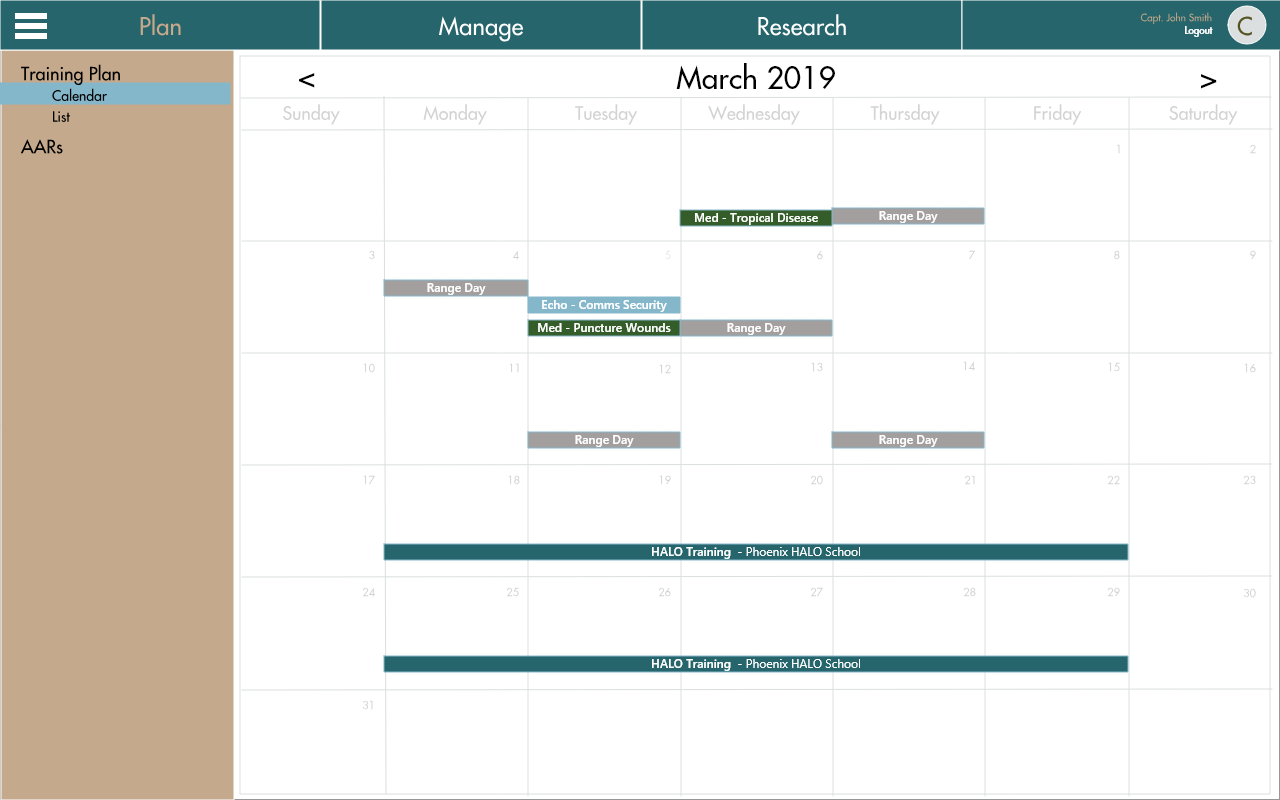 Plan
Manage
Research
Capt. John Smith
Logout
C
Training Plan
Calendar
List
AARs
<
March 2019
>
Sunday Monday Tuesday Wednesday Thursday Friday Saturday
1 2
Med - Tropical Disease Range Day
3 4 5 6 7 8 9
Range Day
Echo - Comms Security
Med - Puncture Wounds Range Day
10 11 12 13 14 15 16
Range Day Range Day
17 18 19 20 21 22 23
HALO Training - Phoenix HALO School
24 25 26 27 28 29 30
HALO Training - Phoenix HALO School
31